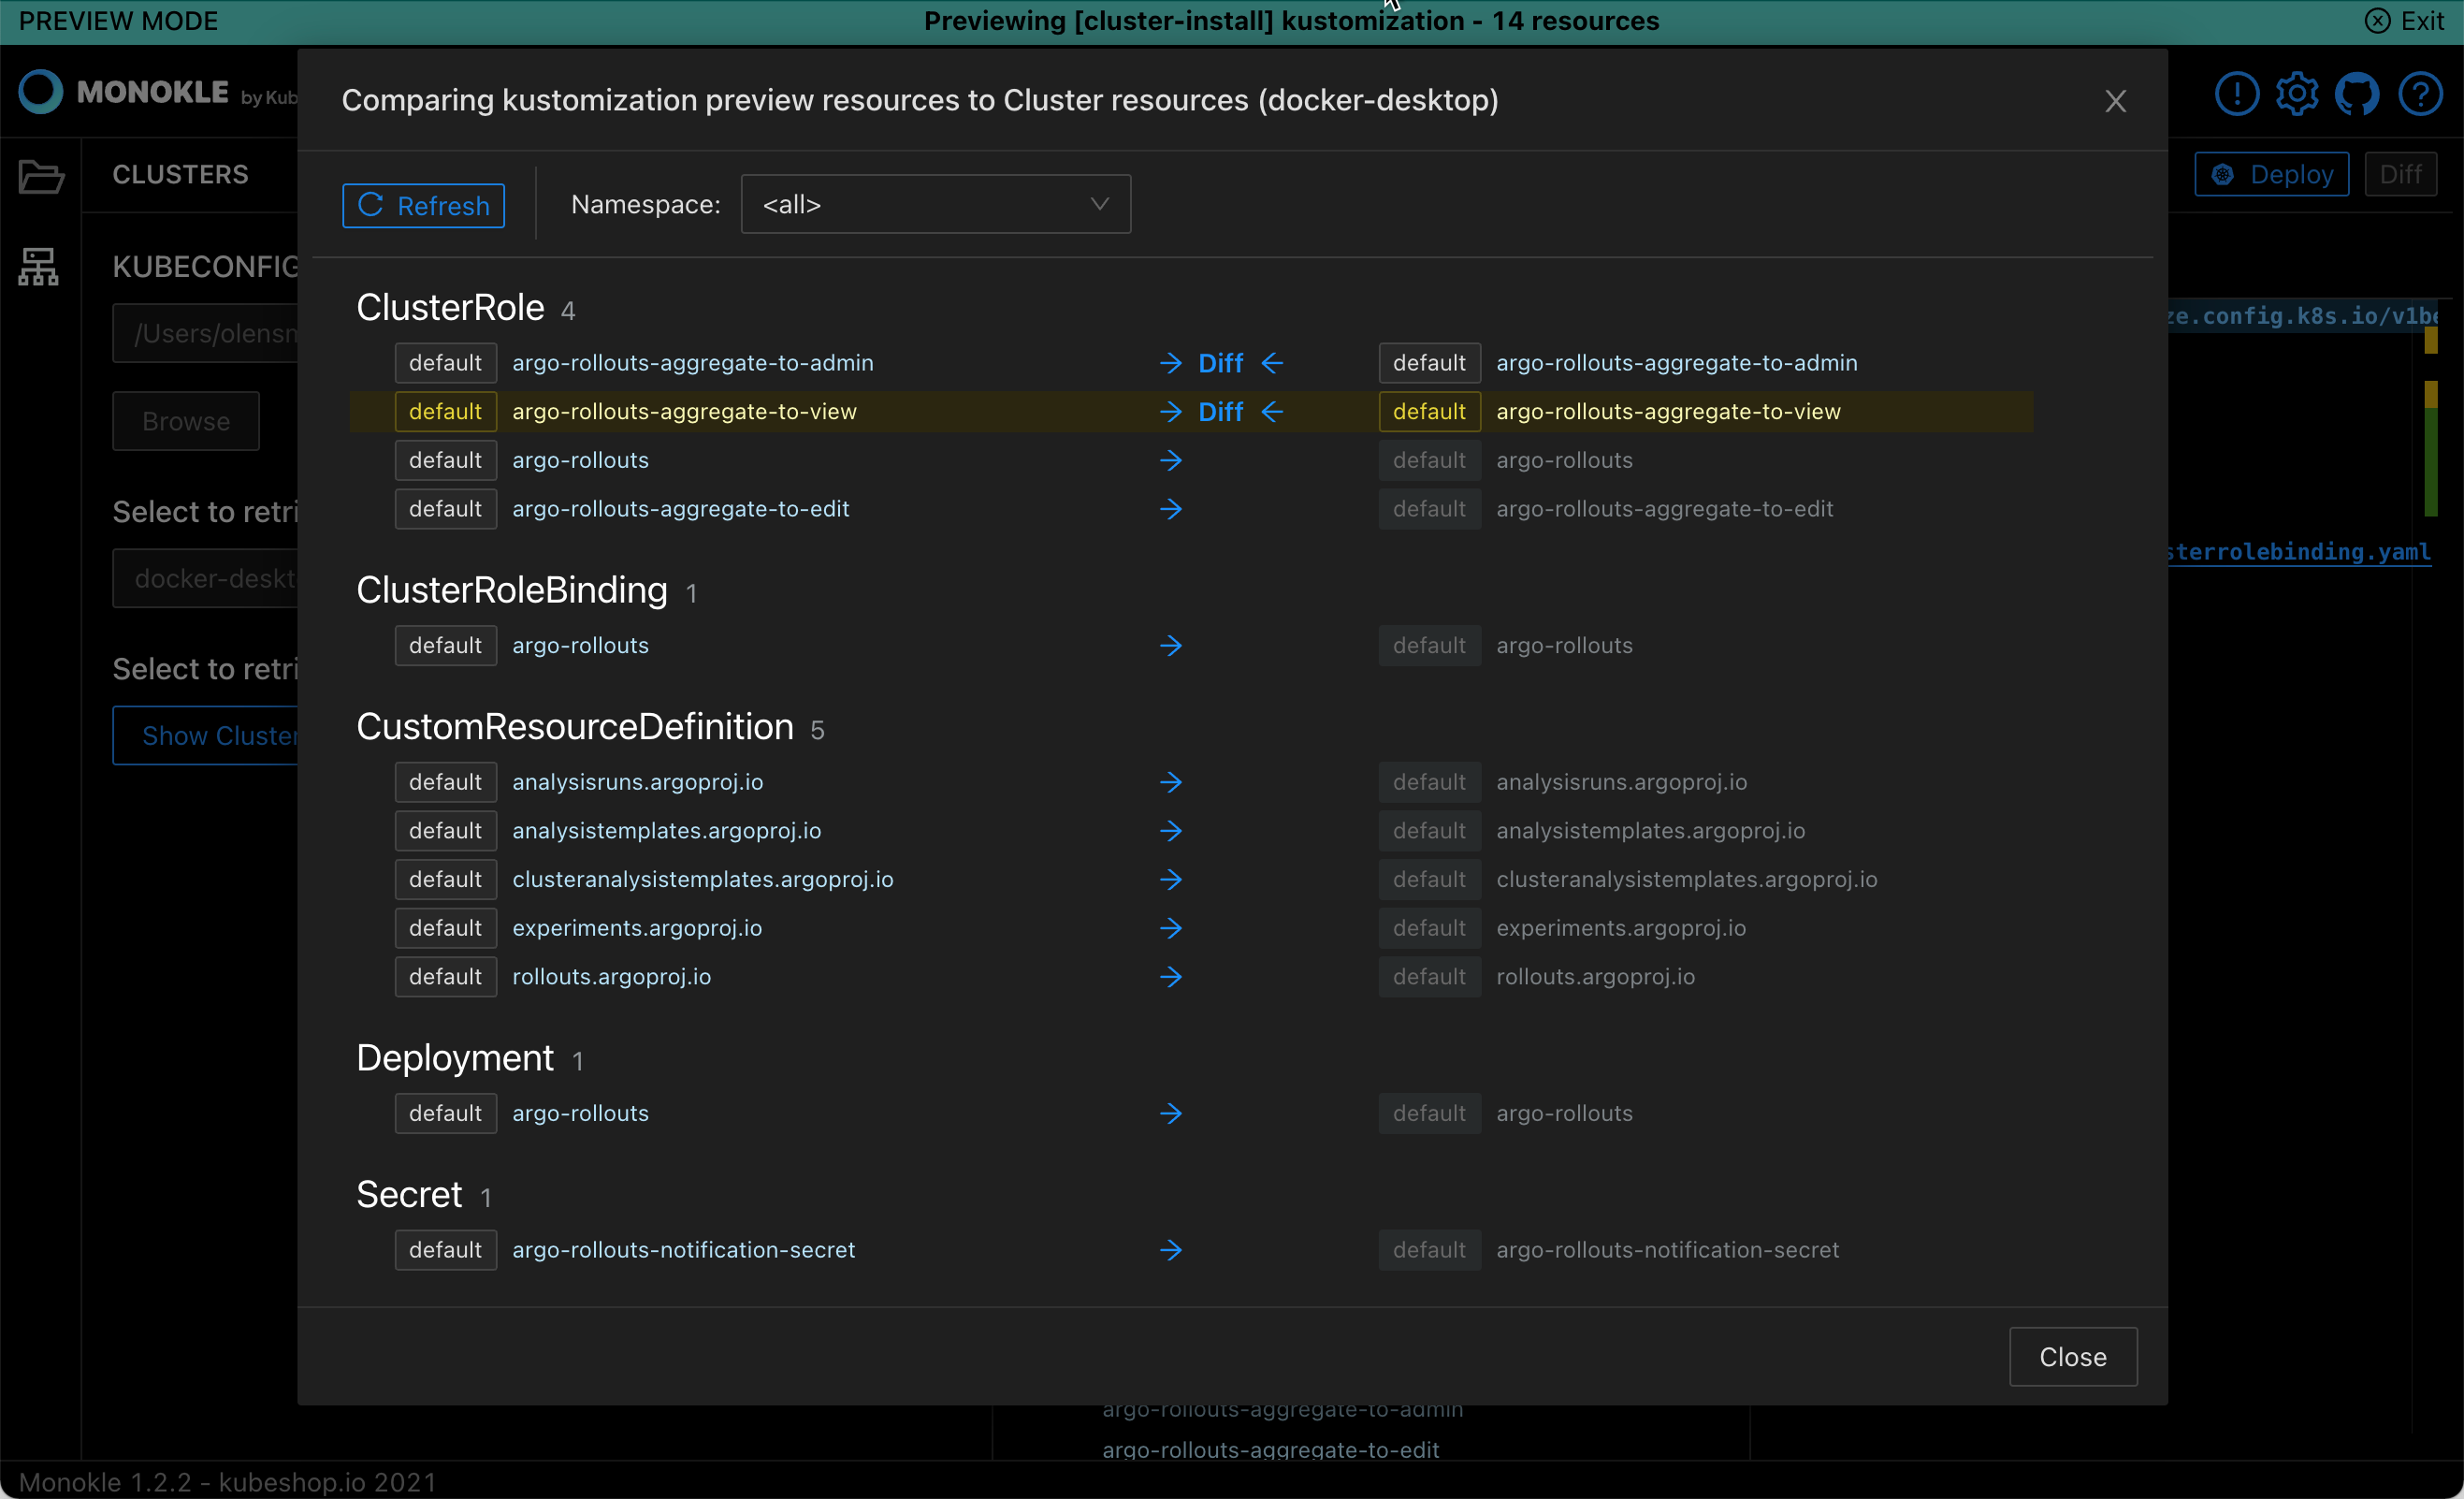 PREVIEW MODE
Previewing [cluster-install] kustomization - 14 resources
Exit
MONOKLE by Kub
Comparing kustomization preview resources to Cluster resources (docker-desktop)
CLUSTERS
Deploy
Diff
Refresh
Namespace:
<all>
KUBECONFIG
/Users/olensm
Browse
Select to retri
docker-deskt
Select to retri
Show Cluster
ze.config.k8s.io/v1be
sterrolebinding.yaml
ClusterRole 4
default argo-rollouts-aggregate-to-admin → Diff ← default argo-rollouts-aggregate-to-admin
default argo-rollouts-aggregate-to-view → Diff ← default argo-rollouts-aggregate-to-view
default argo-rollouts → default argo-rollouts
default argo-rollouts-aggregate-to-edit → default argo-rollouts-aggregate-to-edit
ClusterRoleBinding 1
default argo-rollouts → default argo-rollouts
CustomResourceDefinition 5
default analysisruns.argoproj.io → default analysisruns.argoproj.io
default analysistemplates.argoproj.io → default analysistemplates.argoproj.io
default clusteranalysistemplates.argoproj.io → default clusteranalysistemplates.argoproj.io
default experiments.argoproj.io → default experiments.argoproj.io
default rollouts.argoproj.io → default rollouts.argoproj.io
Deployment 1
default argo-rollouts → default argo-rollouts
Secret 1
default argo-rollouts-notification-secret → default argo-rollouts-notification-secret
Close
argo-rollouts-aggregate-to-admin
argo-rollouts-aggregate-to-edit
Monokle 1.2.2 - kubeshop.io 2021